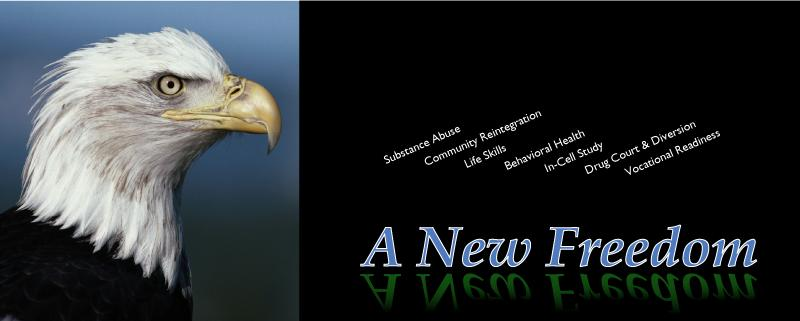 Substance Abuse
Community Reintegration
Life Skills
Behavioral Health
In-Cell Study
Drug Court & Diversion
Vocational Readiness
A New Freedom